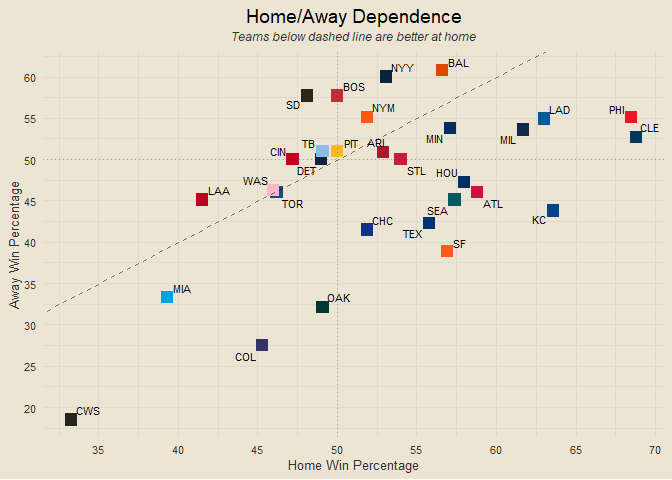 Home/Away Dependence
Teams below dashed line are better at home
NYY
BAL
60
BOS
SD
NYM
LAD
PHI
55
MIN
MIL
CLE
TB
PIT
ARI
CIN
50
DET
STL
HOU
WAS
LAA
TOR
SEA
ATL
45
KC
CHC
TEX
SF
40
35
MIA
OAK
30
COL
25
20
CWS
Away Win Percentage
35 40 45 50 55 60 65 70
Home Win Percentage